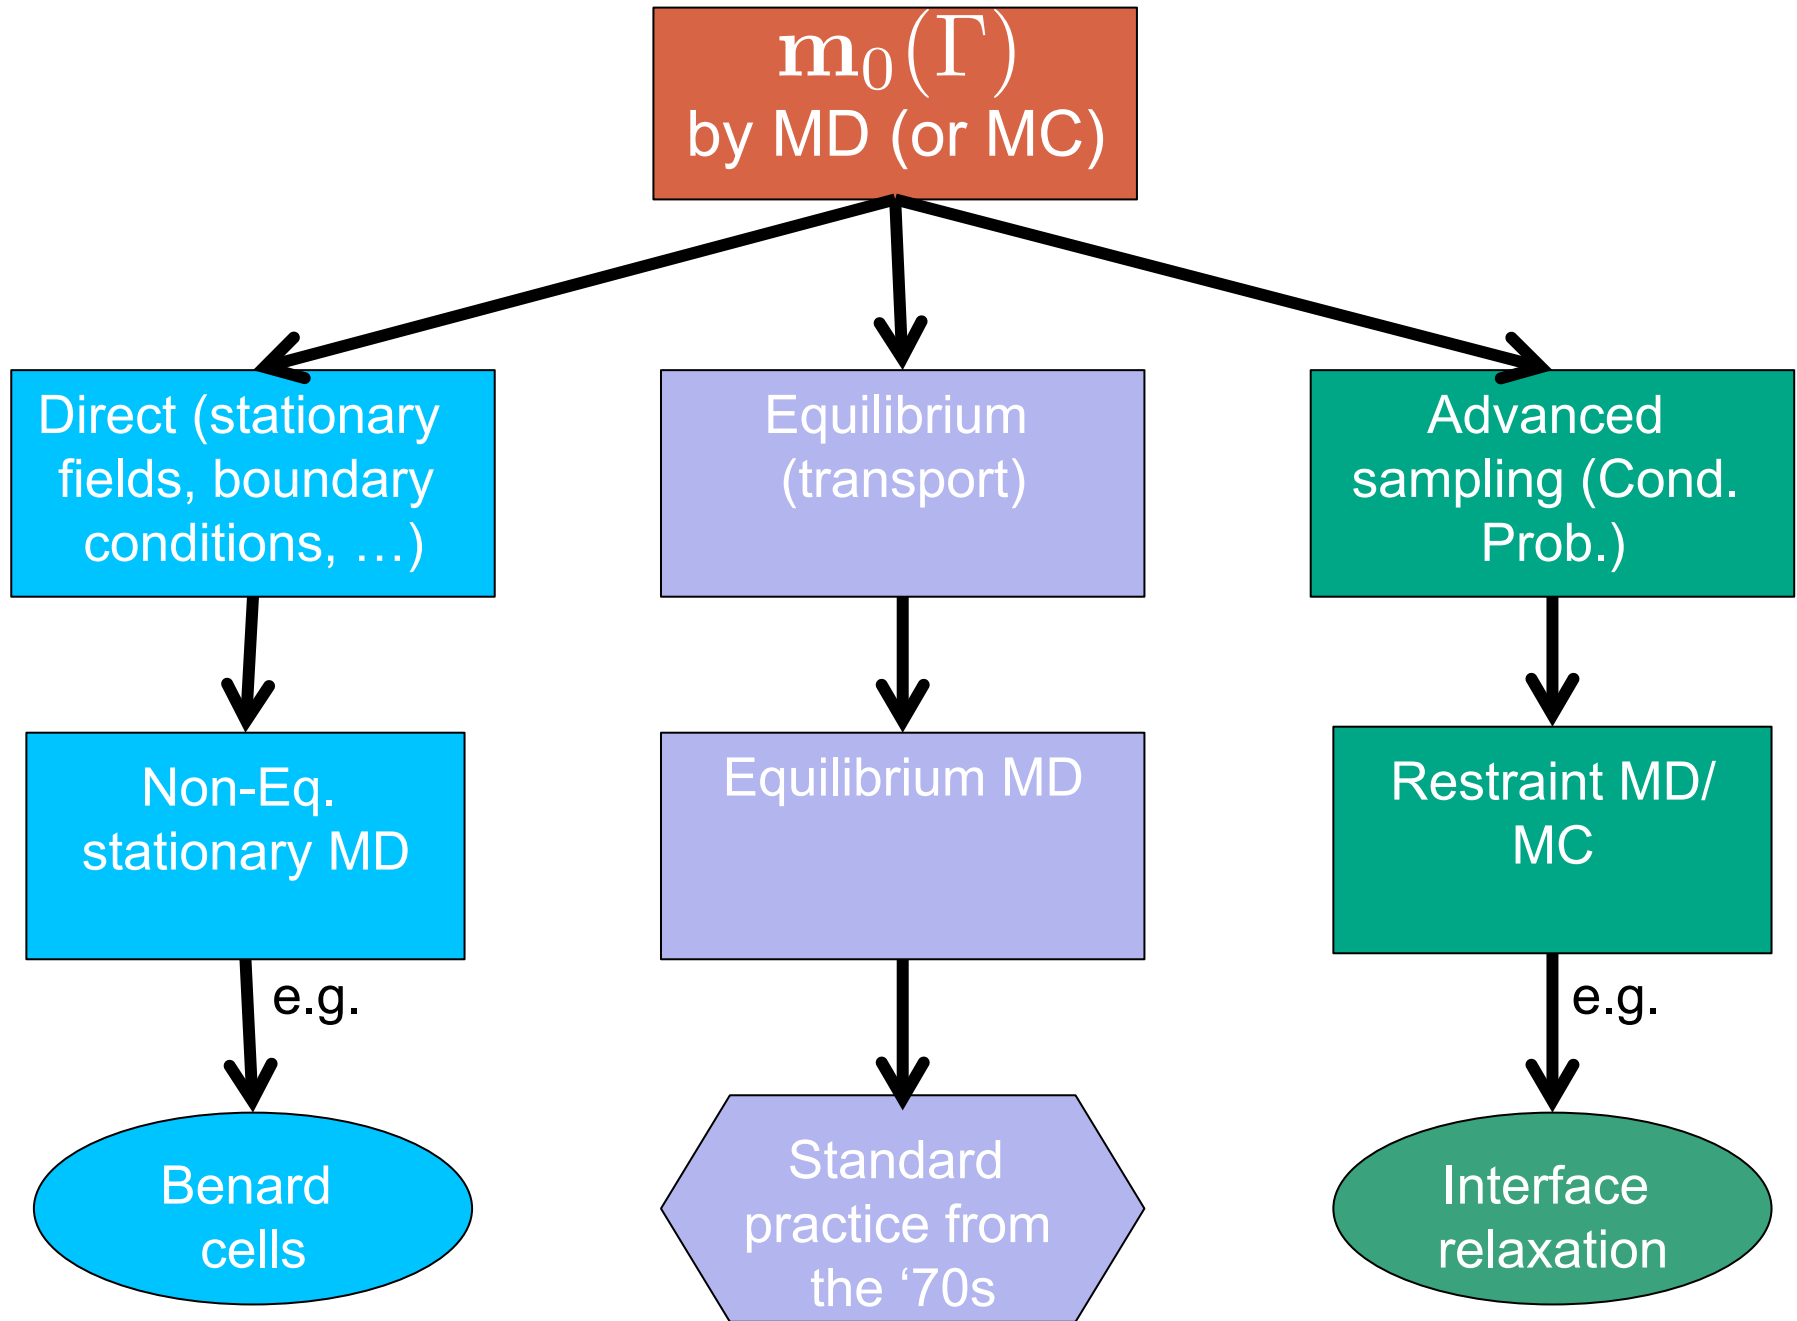 m₀(Γ)
by MD (or MC)
Direct (stationary
fields, boundary
conditions, …)
Equilibrium
(transport)
Advanced
sampling (Cond.
Prob.)
Non-Eq.
stationary MD
Equilibrium MD
Restraint MD/
MC
e.g.
e.g.
Benard
cells
Standard
practice from
the ‘70s
Interface
relaxation